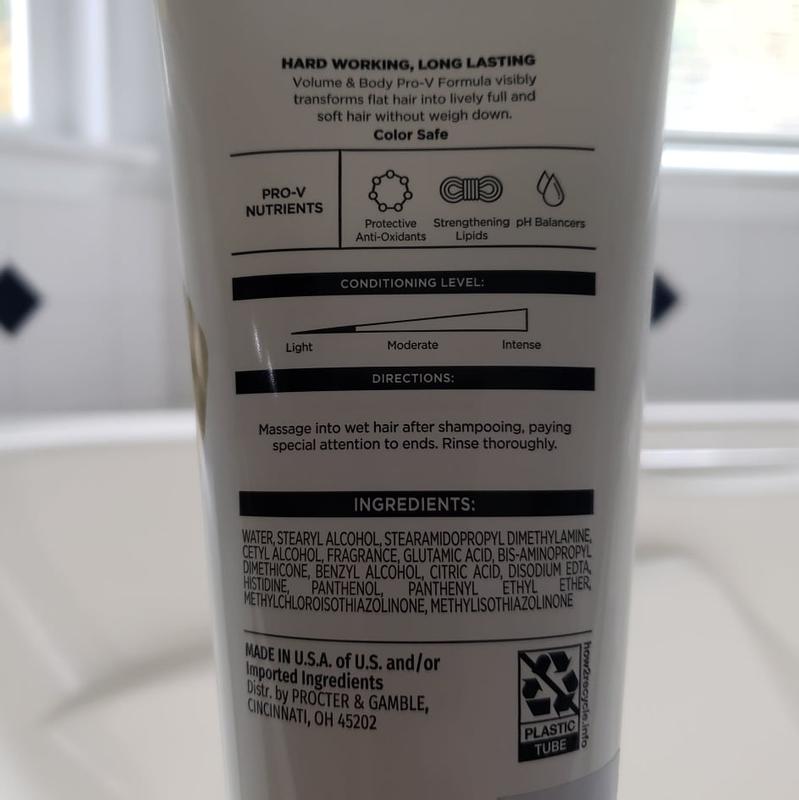 HARD WORKING, LONG LASTING
Volume & Body Pro-V Formula visibly
transforms flat hair into lively full and
soft hair without weigh down.
Color Safe
PRO-V
NUTRIENTS
Protective
Anti-Oxidants
Strengthening
Lipids
pH Balancers
CONDITIONING LEVEL:
Light Moderate Intense
DIRECTIONS:
Massage into wet hair after shampooing, paying
special attention to ends. Rinse thoroughly.
INGREDIENTS:
WATER, STEARYL ALCOHOL, STEARAMIDOPROPYL DIMETHYLAMINE,
CETYL ALCOHOL, FRAGRANCE, GLUTAMIC ACID, BIS-AMINOPROPYL
DIMETHICONE, BENZYL ALCOHOL, CITRIC ACID, DISODIUM EDTA,
HISTIDINE, PANTHENOL, PANTHENYL ETHYL ETHER,
METHYLCHLOROISOTHIAZOLINONE, METHYLISOTHIAZOLINONE
MADE IN U.S.A. of U.S. and/or
Imported Ingredients
Distr. by PROCTER & GAMBLE,
CINCINNATI, OH 45202
PLASTIC
TUBE
how2recycle.info